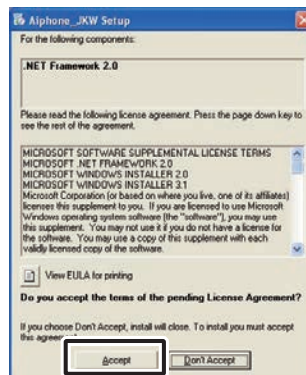 Aiphone_JKW Setup
For the following components:
.NET Framework 2.0
Please read the following license agreement. Press the page down key to
see the rest of the agreement.
MICROSOFT SOFTWARE SUPPLEMENTAL LICENSE TERMS
MICROSOFT .NET FRAMEWORK 2.0
MICROSOFT WINDOWS INSTALLER 2.0
MICROSOFT WINDOWS INSTALLER 3.1
Microsoft Corporation (or based on where you live, one of its affiliates)
licenses this supplement to you. If you are licensed to use Microsoft
Windows operating system software (the "software"), you may use
this supplement. You may not use it if you do not have a license for
the software. You may use a copy of this supplement with each
validly licensed copy of the software.
View EULA for printing
Do you accept the terms of the pending License Agreement?
If you choose Don't Accept, install will close. To install you must accept
this agreement.
Accept
Don't Accept